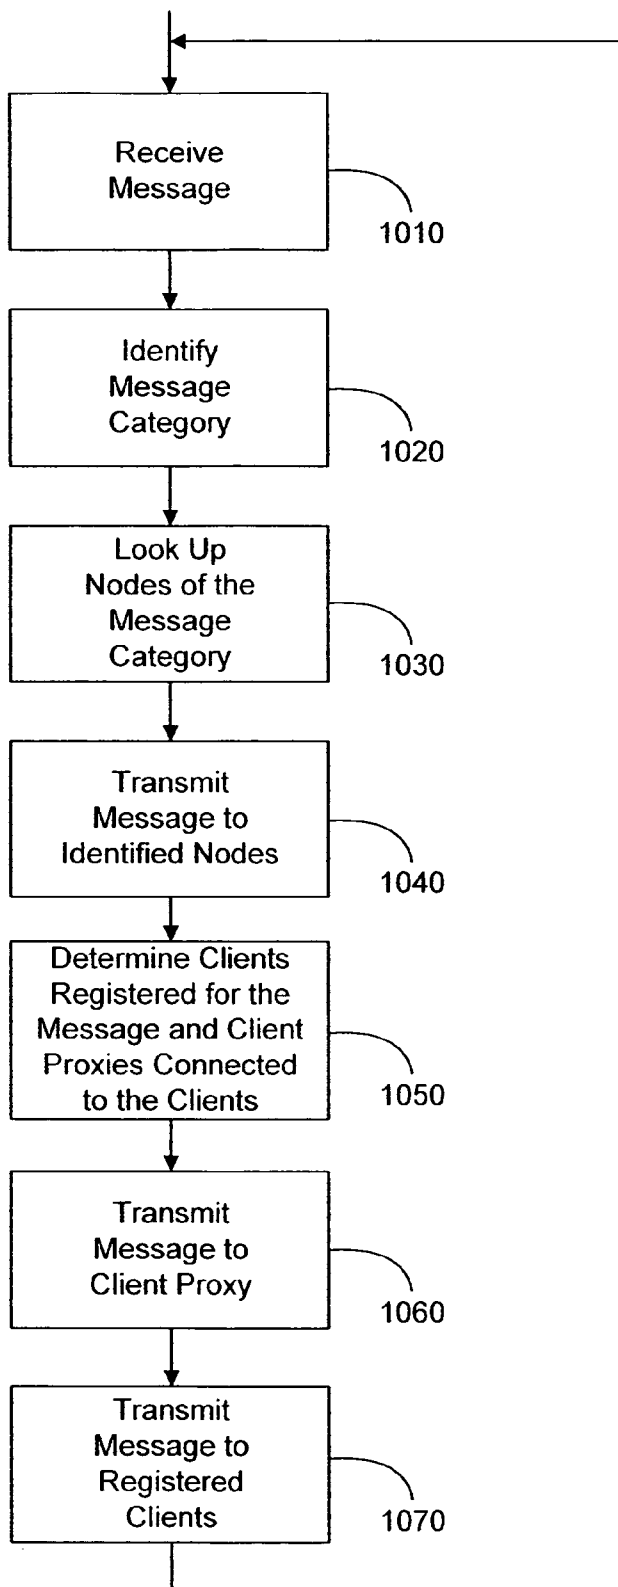 Receive
Message
1010
Identify
Message
Category
1020
Look Up
Nodes of the
Message
Category
1030
Transmit
Message to
Identified Nodes
1040
Determine Clients
Registered for the
Message and Client
Proxies Connected
to the Clients
1050
Transmit
Message to
Client Proxy
1060
Transmit
Message to
Registered
Clients
1070